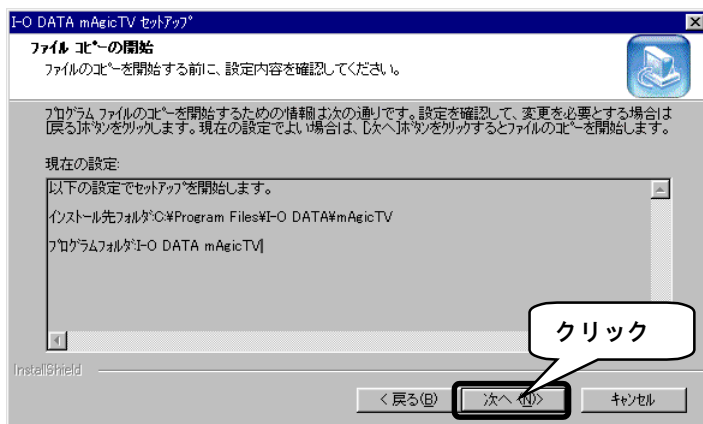 I-O DATA mAgicTV セットアップ
ファイル コピーの開始
ファイルのコピーを開始する前に、設定内容を確認してください。
プログラム ファイルのコピーを開始するための情報は次の通りです。設定を確認して、変更を必要とする場合は
[戻る]ボタンをクリックします。現在の設定でよい場合は、[次へ]ボタンをクリックするとファイルのコピーを開始します。
現在の設定:
以下の設定でセットアップを開始します。
インストール先フォルダ:C:¥Program Files¥I-O DATA¥mAgicTV
プログラムフォルダ:I-O DATA mAgicTV
クリック
InstallShield
< 戻る(B)
次へ (N)>
キャンセル